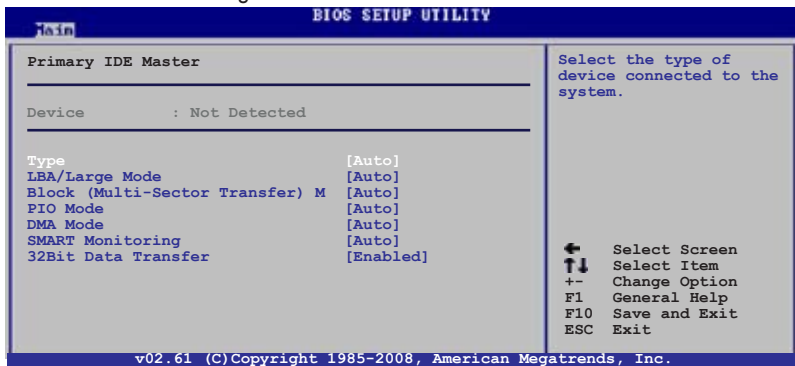 BIOS SETUP UTILITY
Main
Primary IDE Master
Device : Not Detected
Type [Auto]
LBA/Large Mode [Auto]
Block (Multi-Sector Transfer) M [Auto]
PIO Mode [Auto]
DMA Mode [Auto]
SMART Monitoring [Auto]
32Bit Data Transfer [Enabled]
Select the type of
device connected to the
system.
← Select Screen
↑↓ Select Item
+- Change Option
F1 General Help
F10 Save and Exit
ESC Exit
v02.61 (C)Copyright 1985-2008, American Megatrends, Inc.